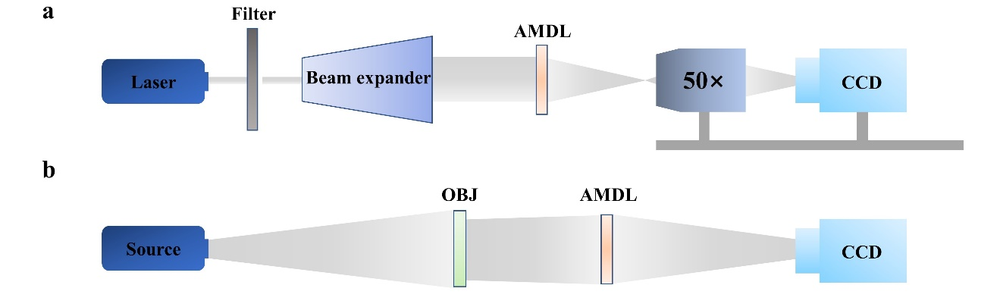 a
Filter
AMDL
Laser
Beam expander
50×
CCD
b
OBJ
AMDL
Source
CCD